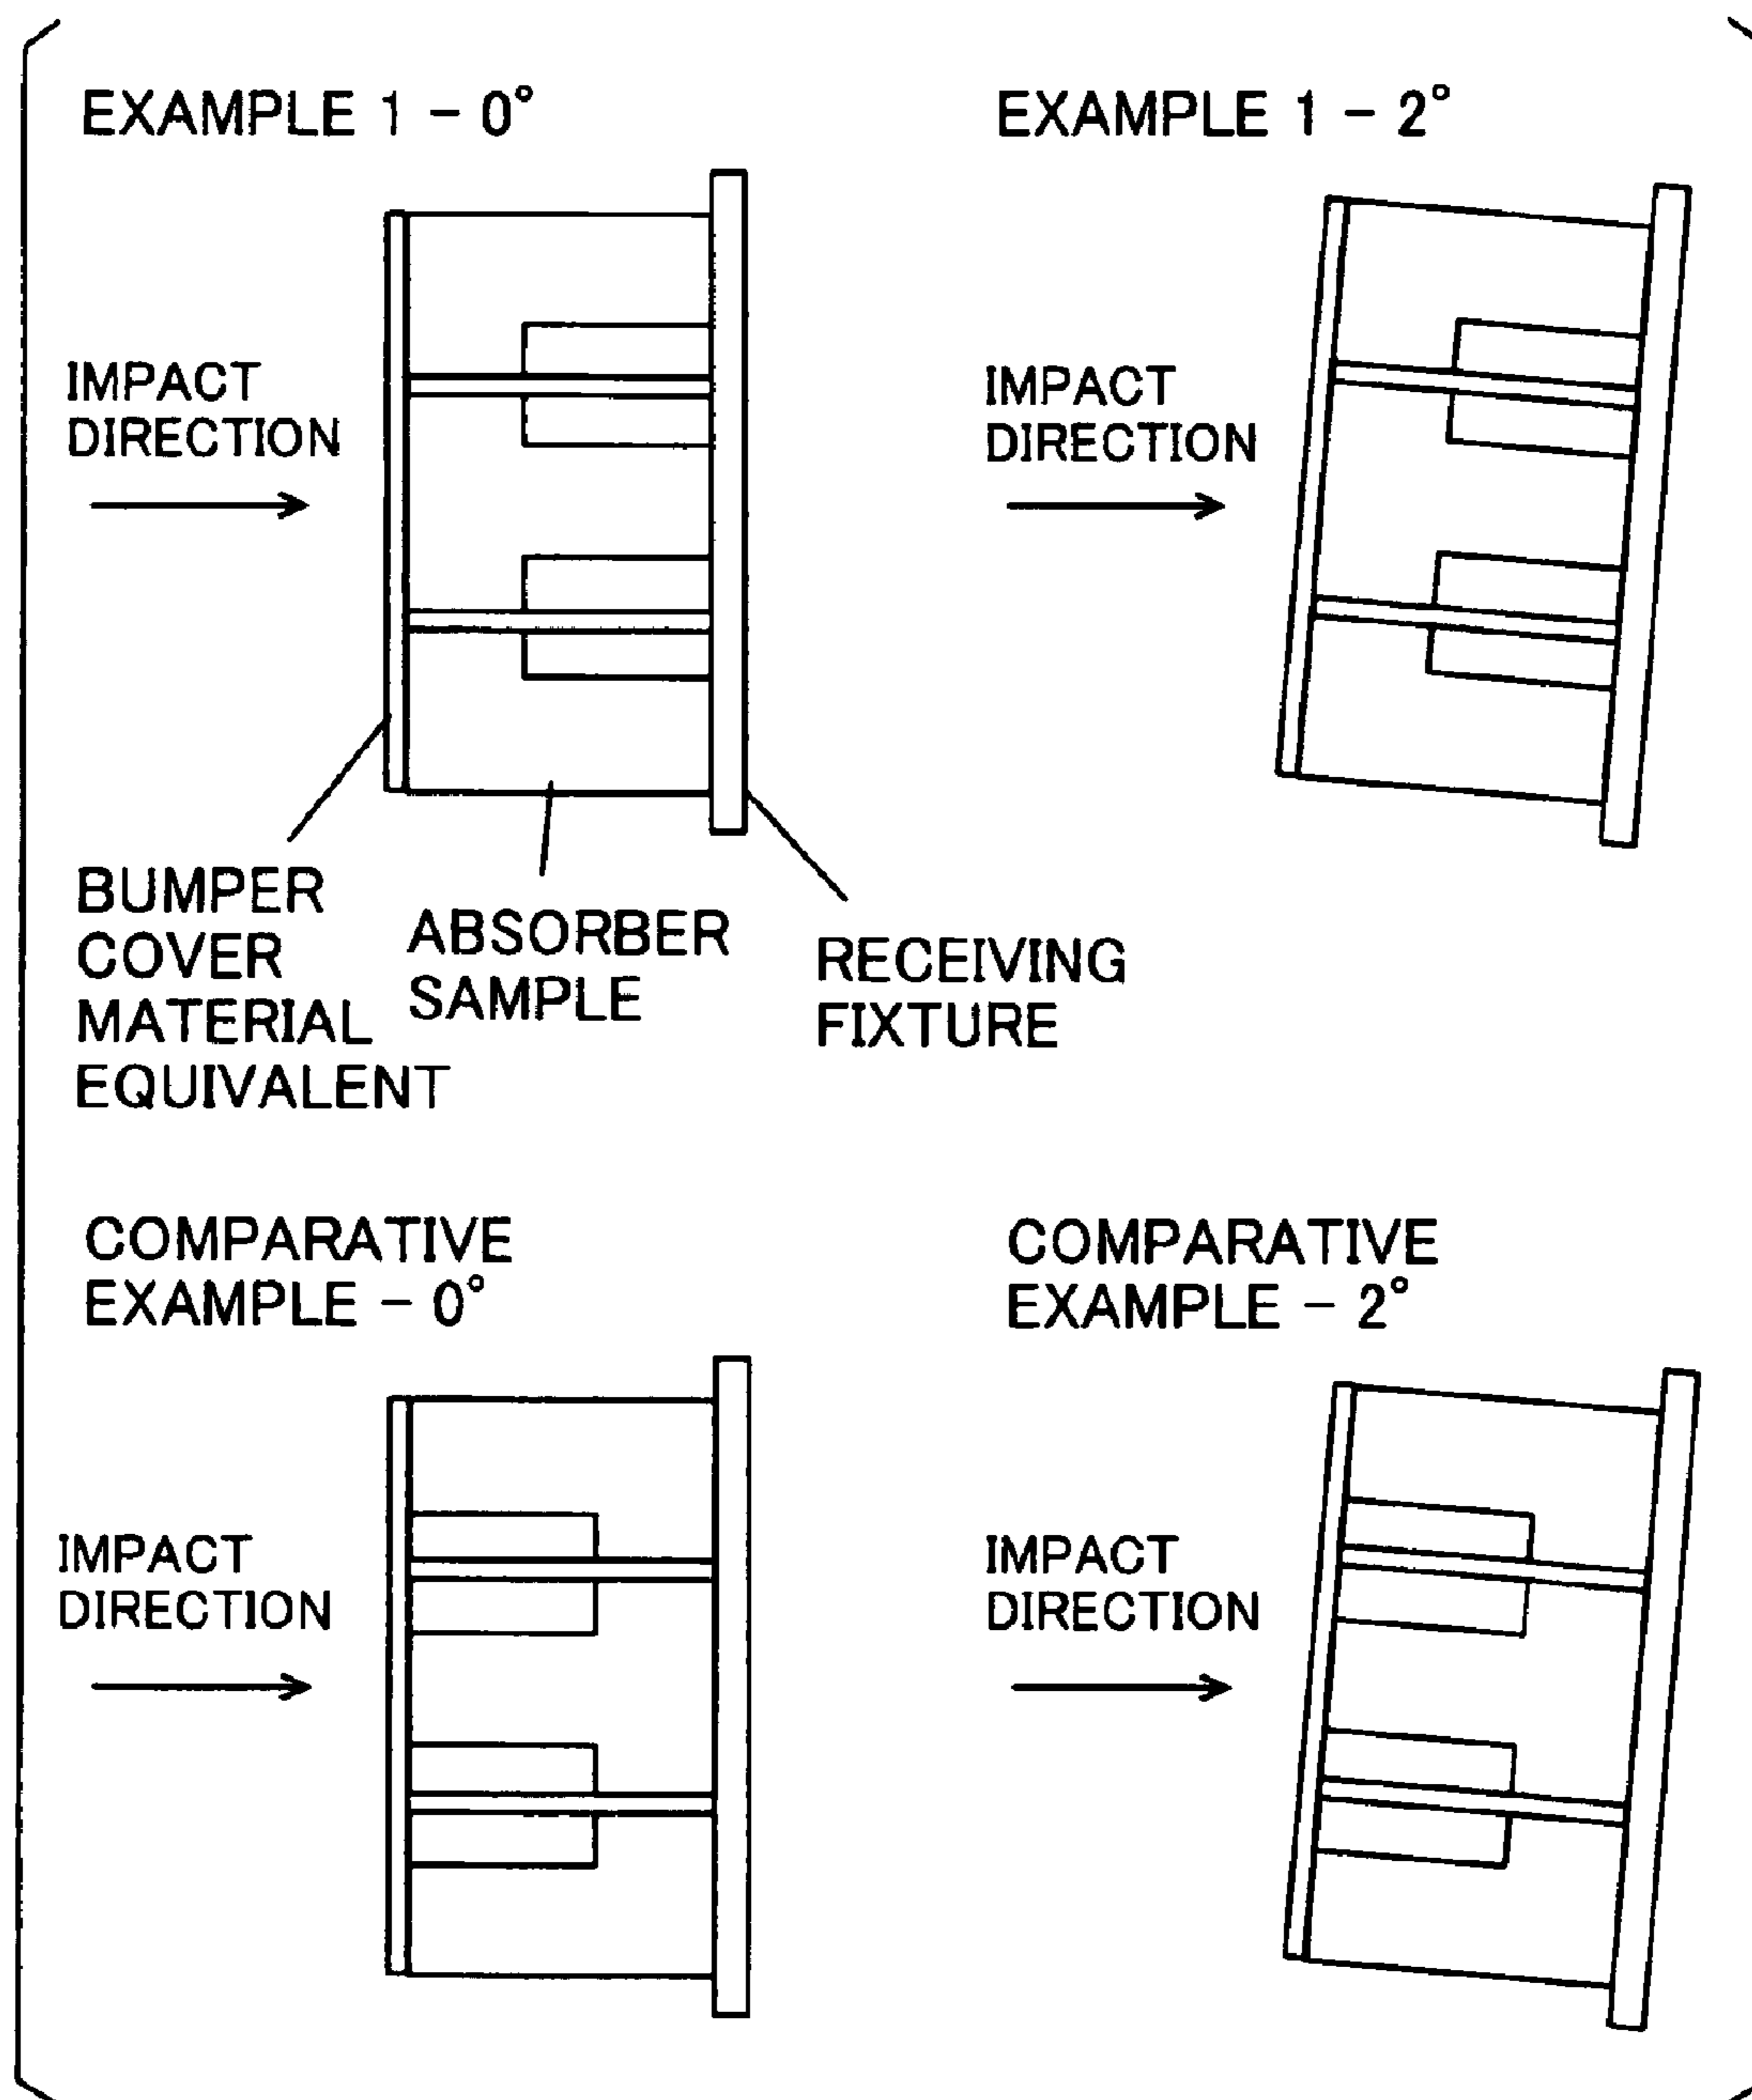 EXAMPLE 1 - 0°
EXAMPLE 1 - 2°
IMPACT
DIRECTION
IMPACT
DIRECTION
BUMPER
COVER
MATERIAL
EQUIVALENT
ABSORBER
SAMPLE
RECEIVING
FIXTURE
COMPARATIVE
EXAMPLE - 0°
COMPARATIVE
EXAMPLE - 2°
IMPACT
DIRECTION
IMPACT
DIRECTION